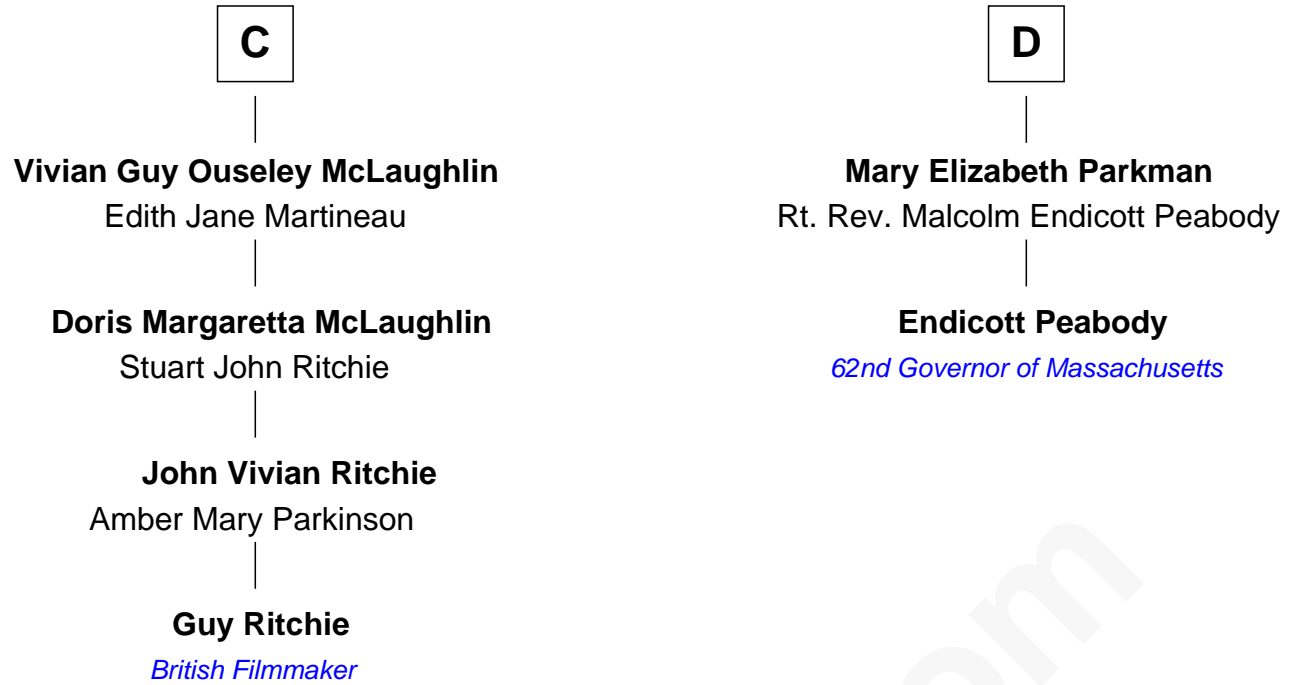 C
Vivian Guy Ouseley McLaughlin
Edith Jane Martineau
Doris Margaretta McLaughlin
Stuart John Ritchie
John Vivian Ritchie
Amber Mary Parkinson
Guy Ritchie
British Filmmaker
D
Mary Elizabeth Parkman
Rt. Rev. Malcolm Endicott Peabody
Endicott Peabody
62nd Governor of Massachusetts
om